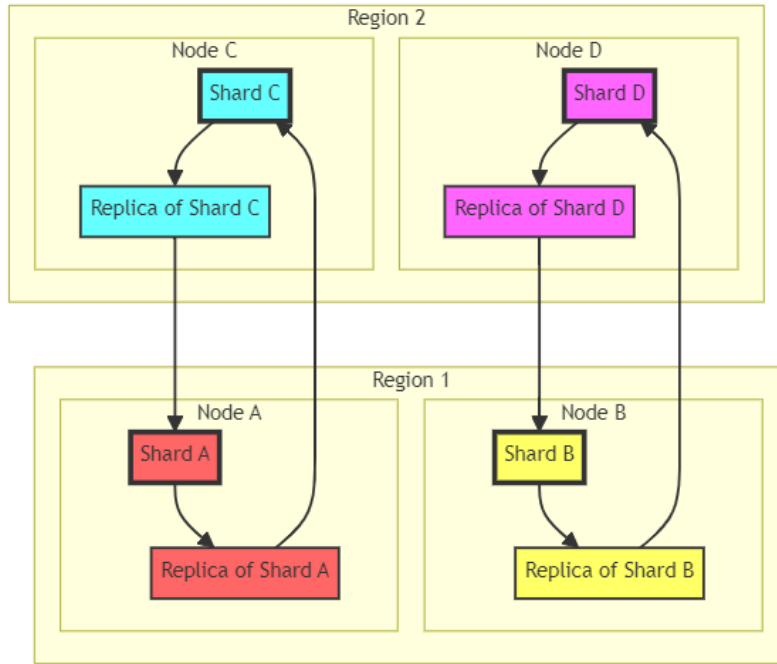 Region 2
Node C
Node D
Shard C
Shard D
Replica of Shard C
Replica of Shard D
Region 1
Node A
Node B
Shard A
Shard B
Replica of Shard A
Replica of Shard B